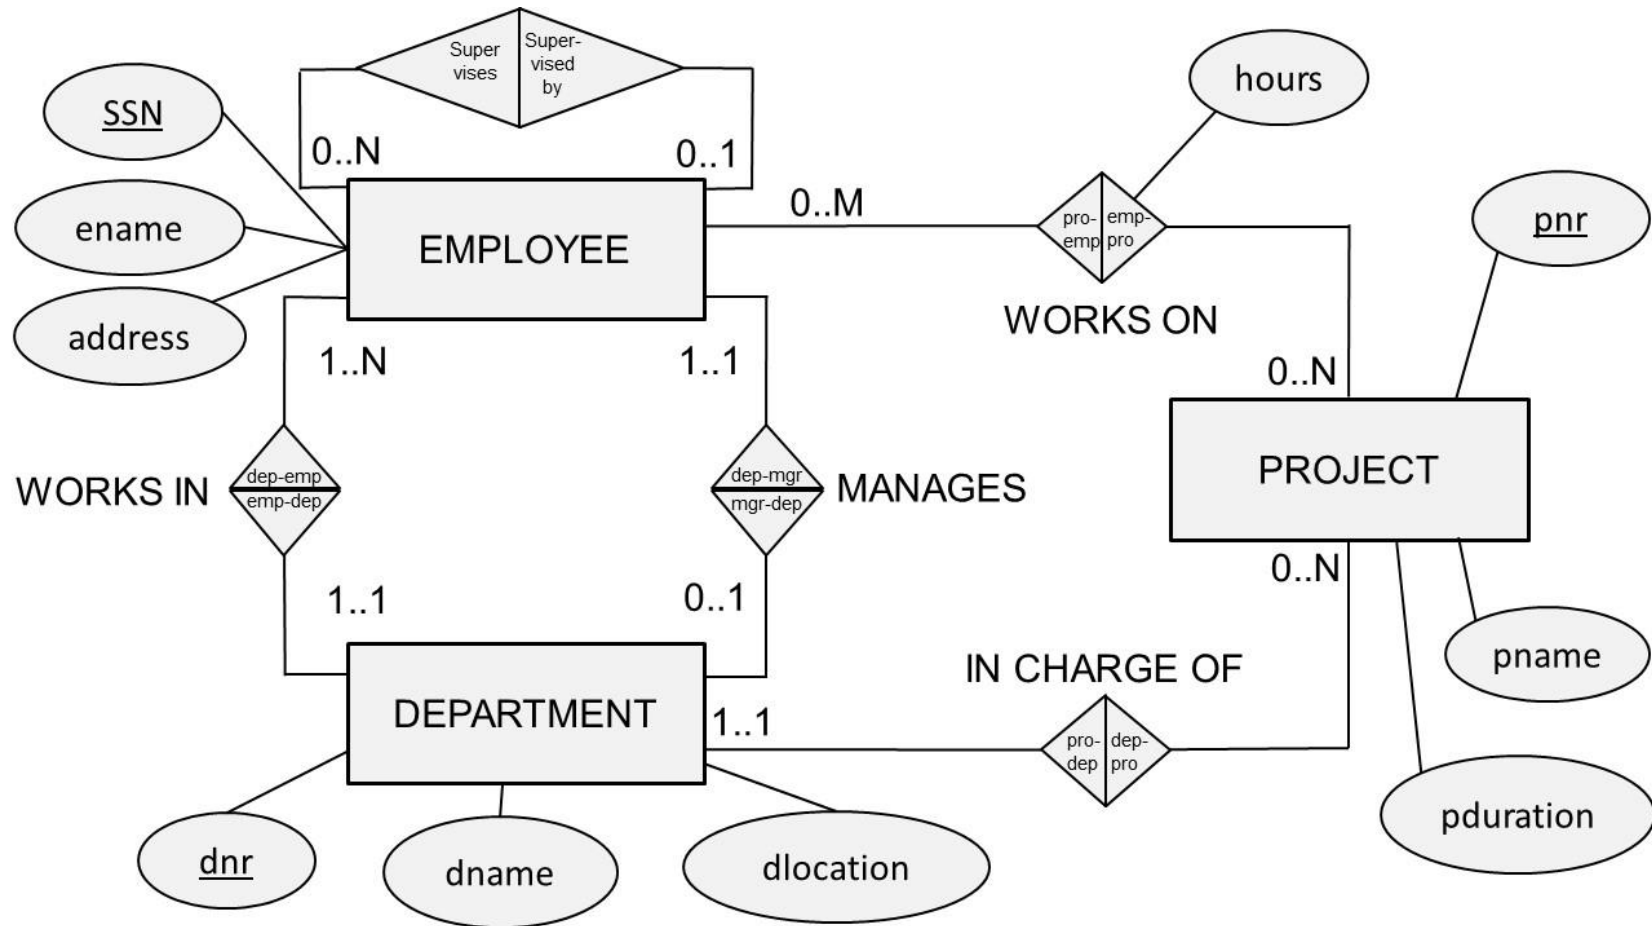 Super
vises
Super-
vised
by
hours
SSN
0..N
0..1
0..M
pro-
emp
emp-
pro
pnr
ename
EMPLOYEE
WORKS ON
address
1..N
1..1
0..N
PROJECT
WORKS IN
dep-emp
emp-dep
dep-mgr
mgr-dep
MANAGES
0..N
1..1
0..1
IN CHARGE OF
pname
DEPARTMENT
1..1
pro-
dep
dep-
pro
pduration
dnr
dname
dlocation